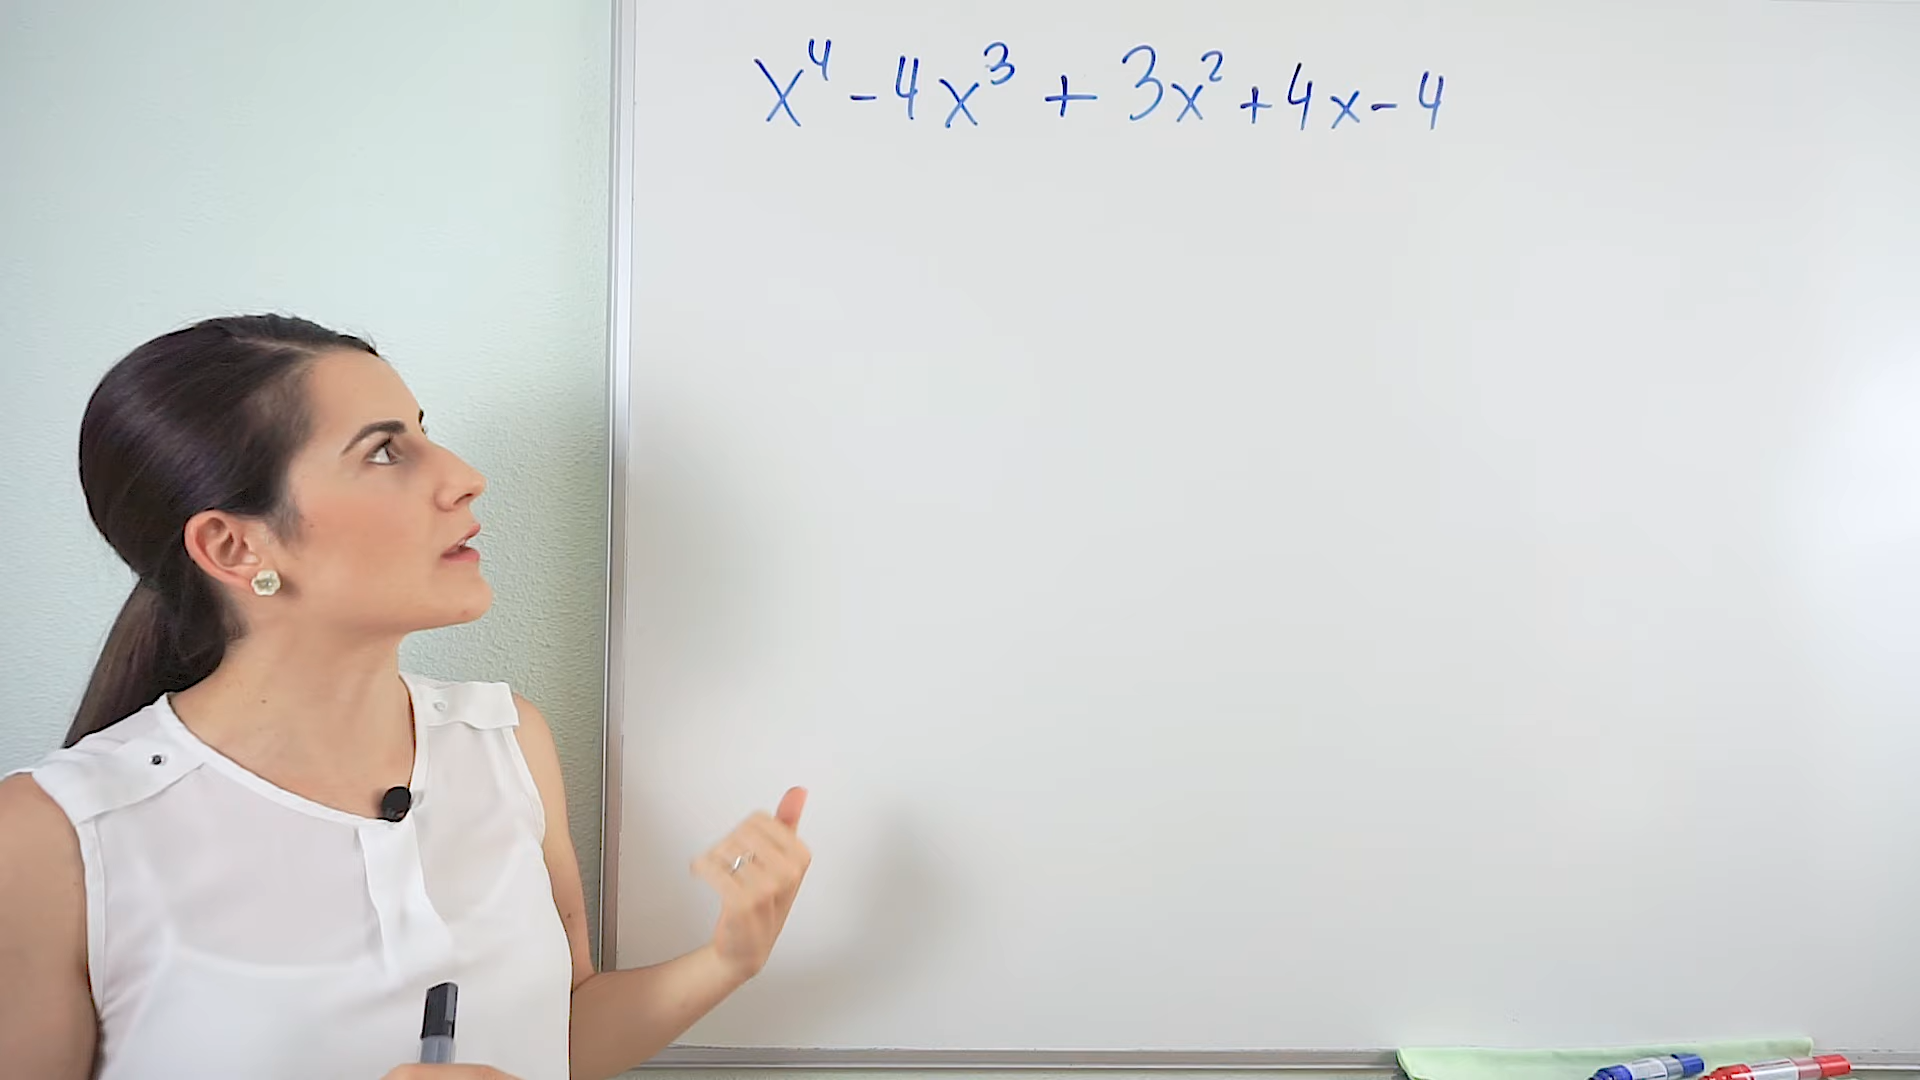 x⁴ - 4x³ + 3x² + 4x - 4